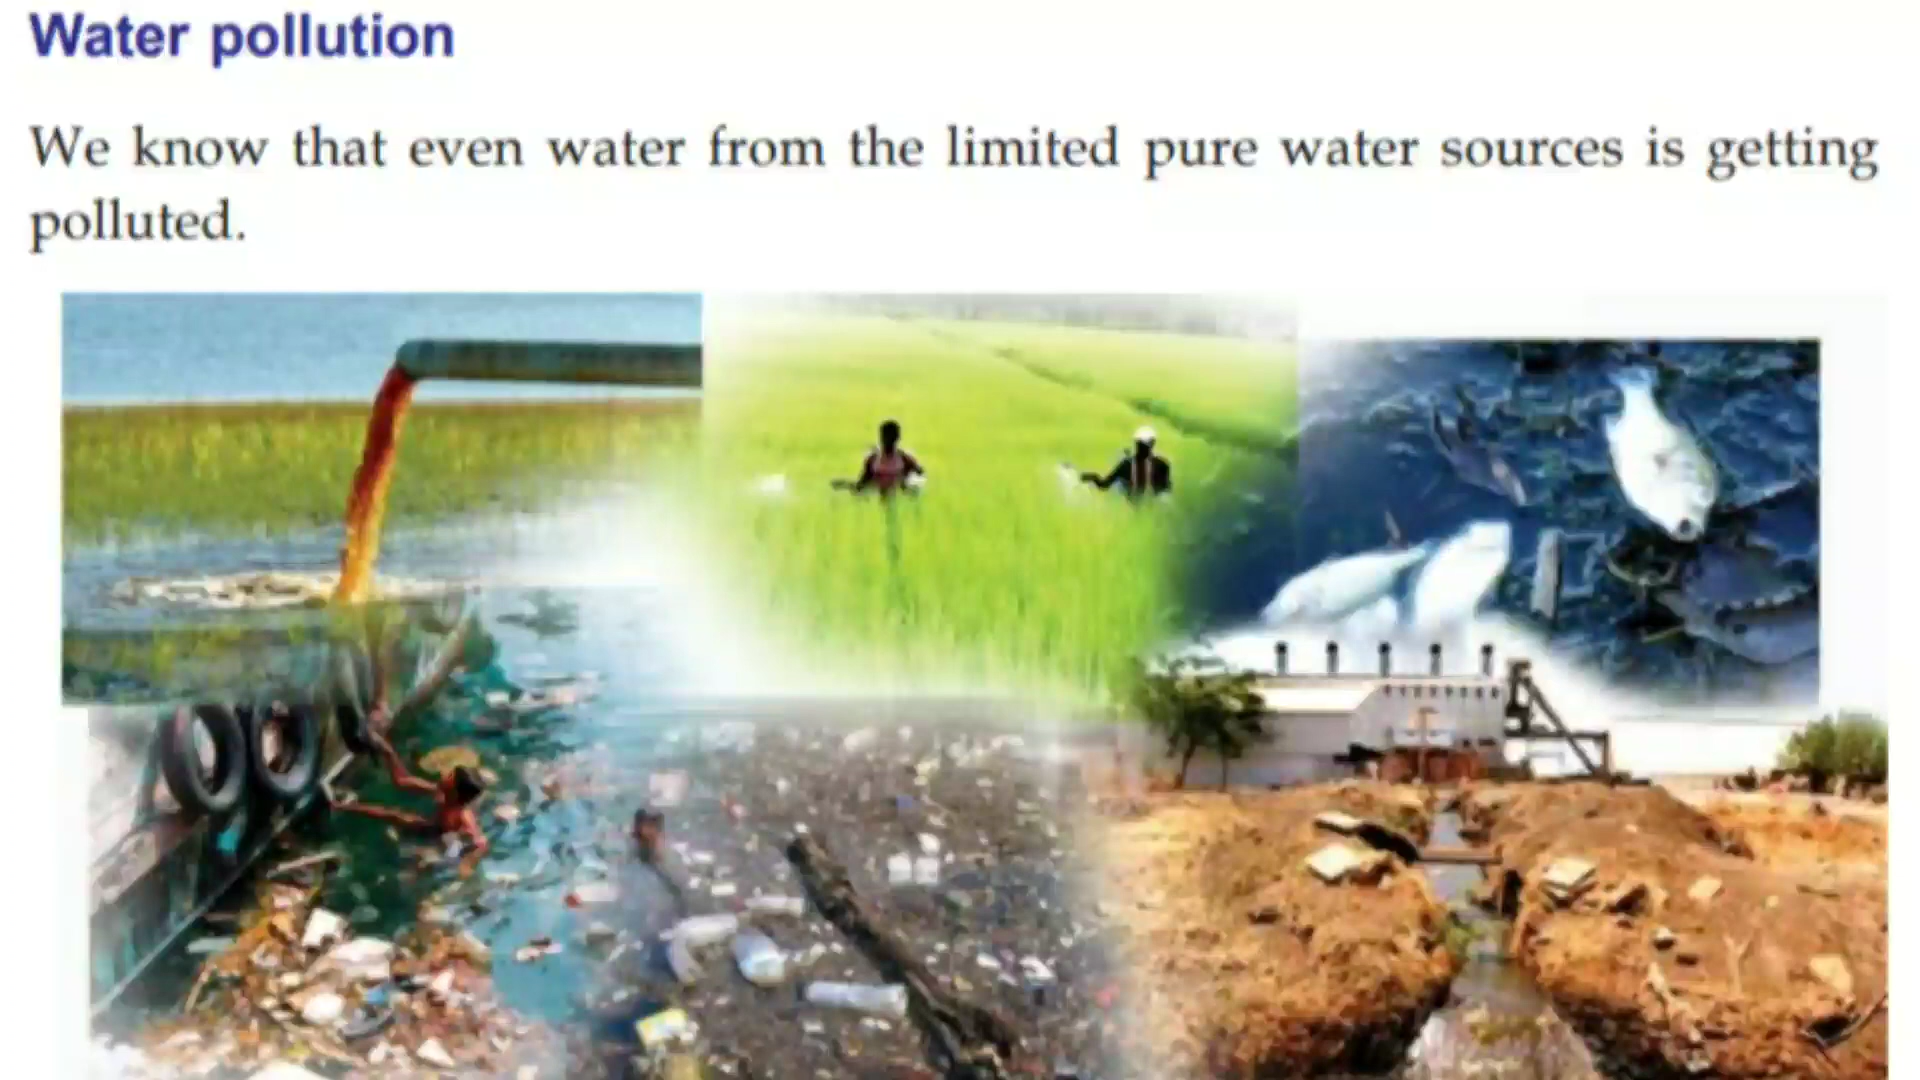 Water pollution
We know that even water from the limited pure water sources is getting
polluted.